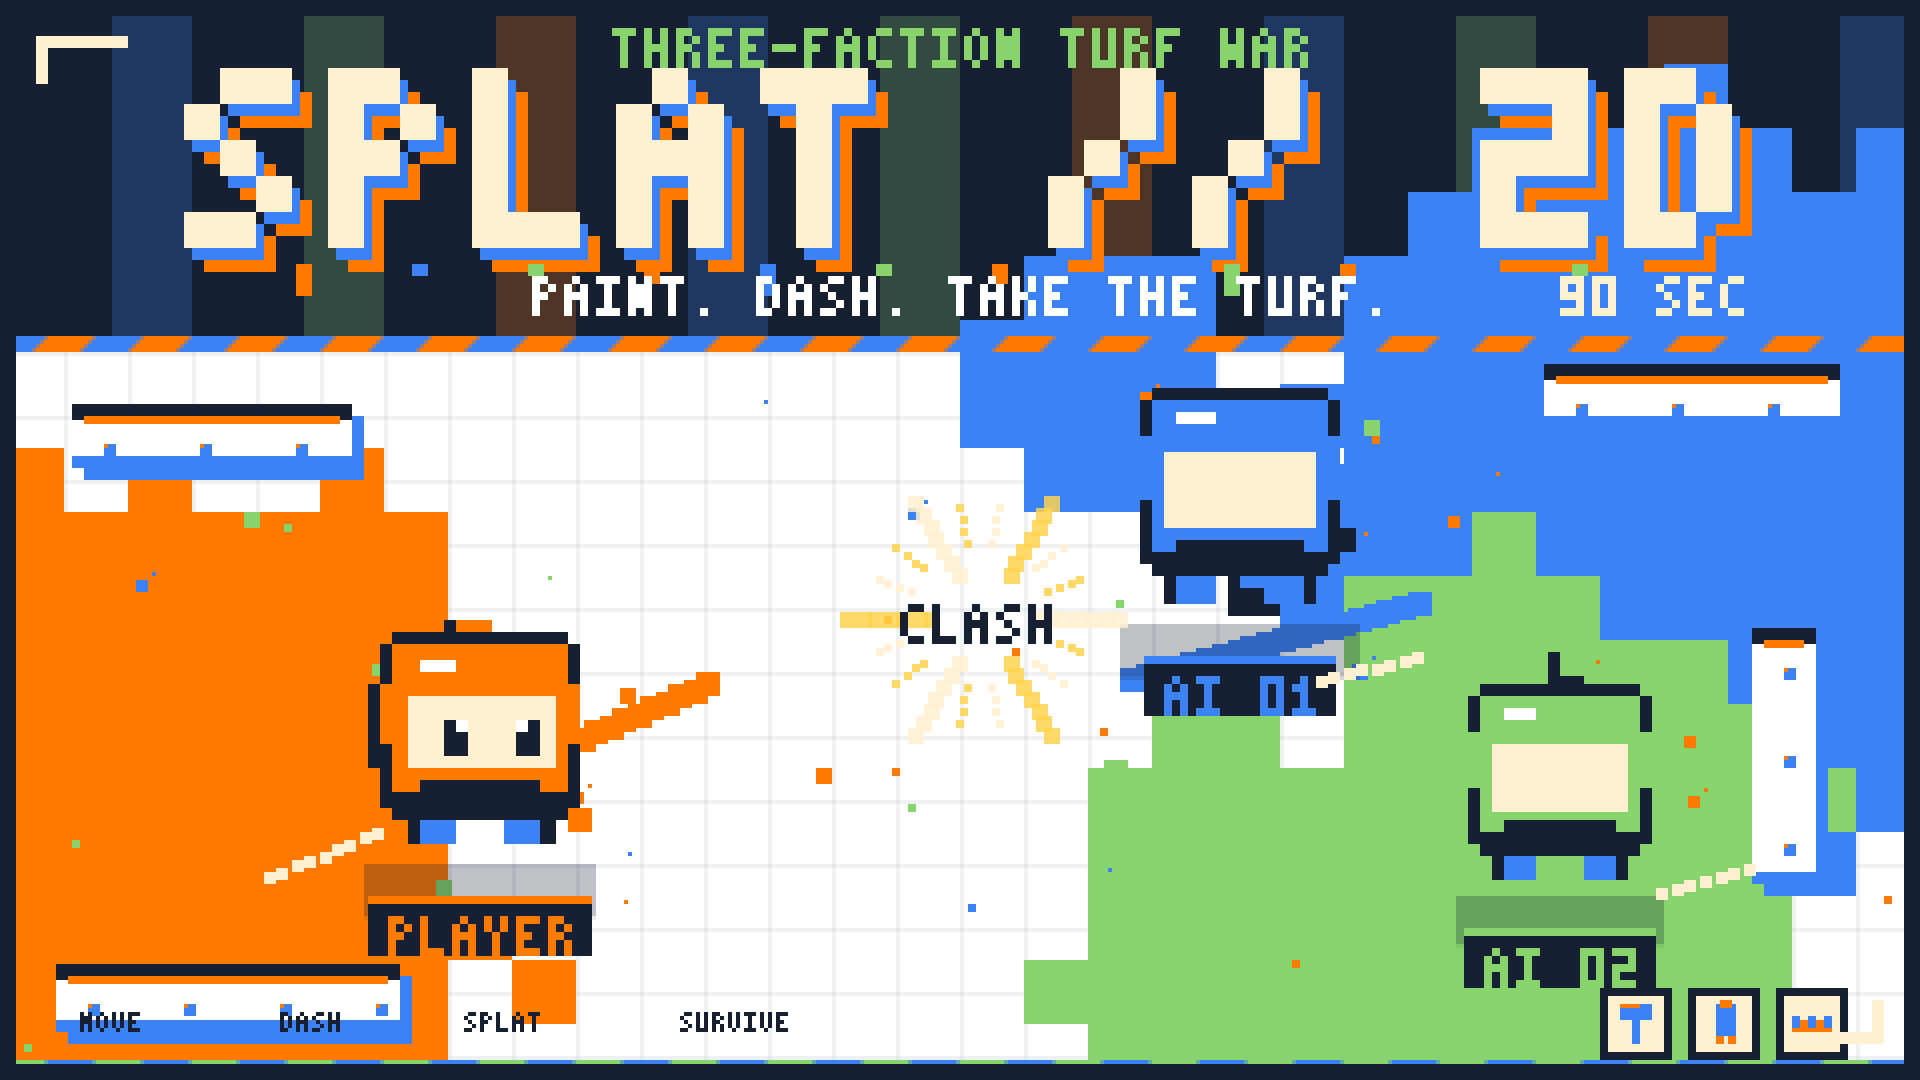 THREE-FACTION TURF WAR
SPLAT // 20
PAINT. DASH. TAKE THE TURF.
90 SEC
CLASH
AI 01
PLAYER
AI 02
MOVE DASH SPLAT SURVIVE